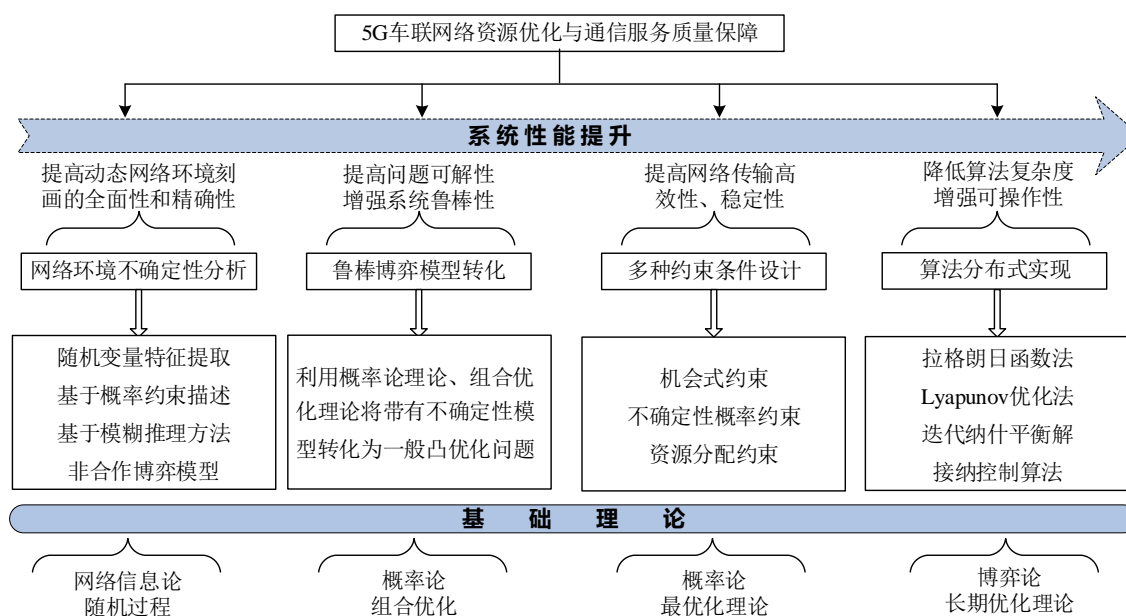 5G车联网络资源优化与通信服务质量保障
系统性能提升
提高动态网络环境刻
画的全面性和精确性
提高问题可解性
增强系统鲁棒性
提高网络传输高
效性、稳定性
降低算法复杂度
增强可操作性
网络环境不确定性分析
鲁棒博弈模型转化
多种约束条件设计
算法分布式实现
随机变量特征提取
基于概率约束描述
基于模糊推理方法
非合作博弈模型
利用概率论理论、组合优
化理论将带有不确定性模
型转化为一般凸优化问题
机会式约束
不确定性概率约束
资源分配约束
拉格朗日函数法
Lyapunov优化法
迭代纳什平衡解
接纳控制算法
基础理论
网络信息论
随机过程
概率论
组合优化
概率论
最优化理论
博弈论
长期优化理论